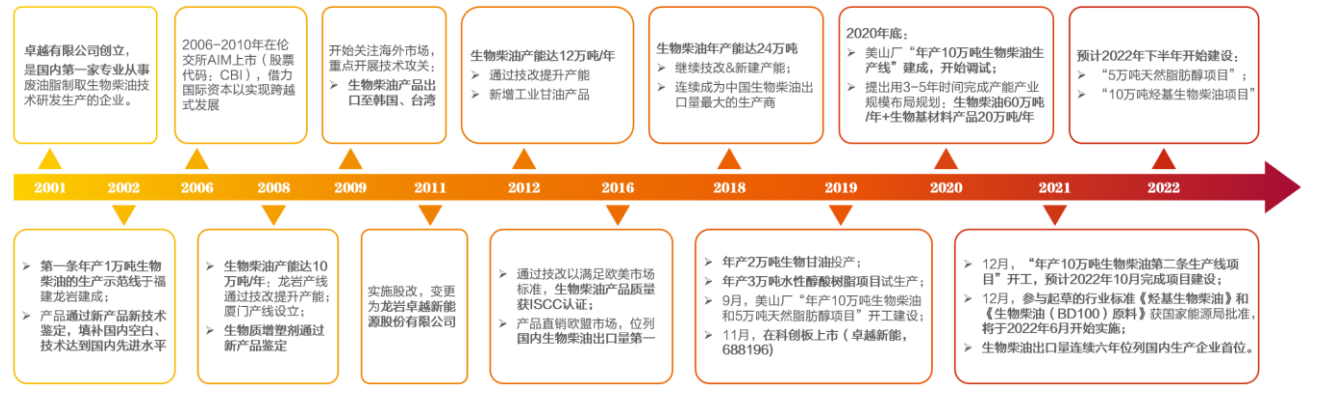 卓越有限公司创立，
是国内第一家专业从事
废油脂制取生物柴油技
术研发生产的企业。
2006-2010年在伦
交所AIM上市（股票
代码：CBI），借力
国际资本以实现跨越
式发展
开始关注海外市场，
重点开展技术攻关：
➢ 生物柴油产品出
口至韩国、台湾
生物柴油产能达12万吨/年
➢ 通过技改提升产能
➢ 新增工业甘油产品
生物柴油年产能达24万吨
➢ 继续技改&新建产能；
➢ 连续成为中国生物柴油出
口量最大的生产商
2020年底：
➢ 美山厂“年产10万吨生物柴油生
产线”建成，开始调试；
➢ 提出用3-5年时间完成产能产业
规模布局规划：生物柴油60万吨
/年+生物基材料产品20万吨/年
预计2022年下半年开始建设：
➢ “5万吨天然脂肪醇项目”；
➢ “10万吨烃基生物柴油项目”
2001 2002 2006 2008 2009 2011 2012 2016 2018 2019 2020 2021 2022
➢ 第一条年产1万吨生物
柴油的生产示范线于福
建龙岩建成；
➢ 产品通过新产品新技术
鉴定，填补国内空白、
技术达到国内先进水平
➢ 生物柴油产能达10
万吨/年：龙岩产线
通过技改提升产能；
厦门产线设立；
➢ 生物质增塑剂通过
新产品鉴定
实施股改，变更
为龙岩卓越新能
源股份有限公司
➢ 通过技改以满足欧美市场
标准，生物柴油产品质量
获ISCC认证；
➢ 产品直销欧盟市场，位列
国内生物柴油出口量第一
➢ 年产2万吨生物甘油投产；
➢ 年产3万吨水性醇酸树脂项目试生产；
➢ 9月，美山厂“年产10万吨生物柴油
和5万吨天然脂肪醇项目”开工建设；
➢ 11月，在科创板上市（卓越新能，
688196)
➢ 12月，“年产10万吨生物柴油第二条生产线项
目”开工，预计2022年10月完成项目建设；
➢ 12月，参与起草的行业标准《烃基生物柴油》和
《生物柴油（BD100）原料》获国家能源局批准，
将于2022年6月开始实施；
➢ 生物柴油出口量连续六年位列国内生产企业首位。